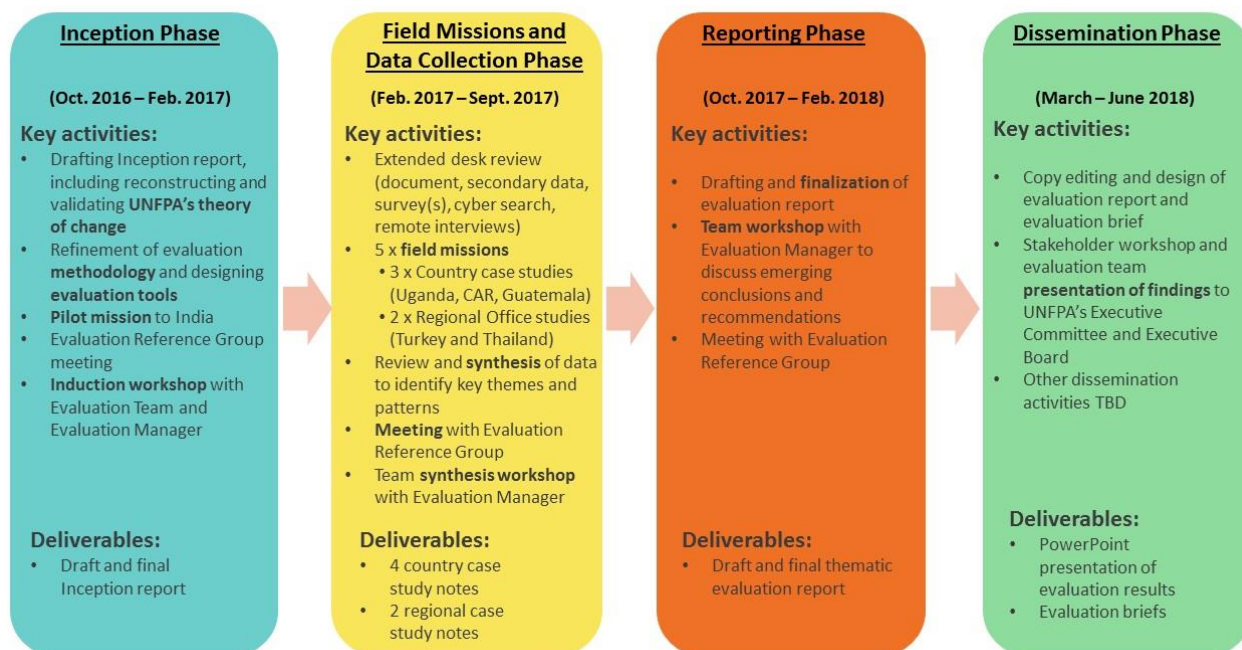 Inception Phase
(Oct. 2016 – Feb. 2017)
Key activities:
• Drafting Inception report,
including reconstructing and
validating UNFPA's theory
of change
• Refinement of evaluation
methodology and designing
evaluation tools
• Pilot mission to India
• Evaluation Reference Group
meeting
• Induction workshop with
Evaluation Team and
Evaluation Manager
Deliverables:
• Draft and final
Inception report
Field Missions and
Data Collection Phase
(Feb. 2017 – Sept. 2017)
Key activities:
• Extended desk review
(document, secondary data,
survey(s), cyber search,
remote interviews)
• 5 x field missions
• 3 x Country case studies
(Uganda, CAR, Guatemala)
• 2 x Regional Office studies
(Turkey and Thailand)
• Review and synthesis of data
to identify key themes and
patterns
• Meeting with Evaluation
Reference Group
• Team synthesis workshop
with Evaluation Manager
Deliverables:
• 4 country case
study notes
• 2 regional case
study notes
Reporting Phase
(Oct. 2017 – Feb. 2018)
Key activities:
• Drafting and finalization of
evaluation report
• Team workshop with
Evaluation Manager to
discuss emerging
conclusions and
recommendations
• Meeting with Evaluation
Reference Group
Deliverables:
• Draft and final thematic
evaluation report
Dissemination Phase
(March – June 2018)
Key activities:
• Copy editing and design of
evaluation report and
evaluation brief
• Stakeholder workshop and
evaluation team
presentation of findings to
UNFPA's Executive
Committee and Executive
Board
• Other dissemination
activities TBD
Deliverables:
• PowerPoint
presentation of
evaluation results
• Evaluation briefs